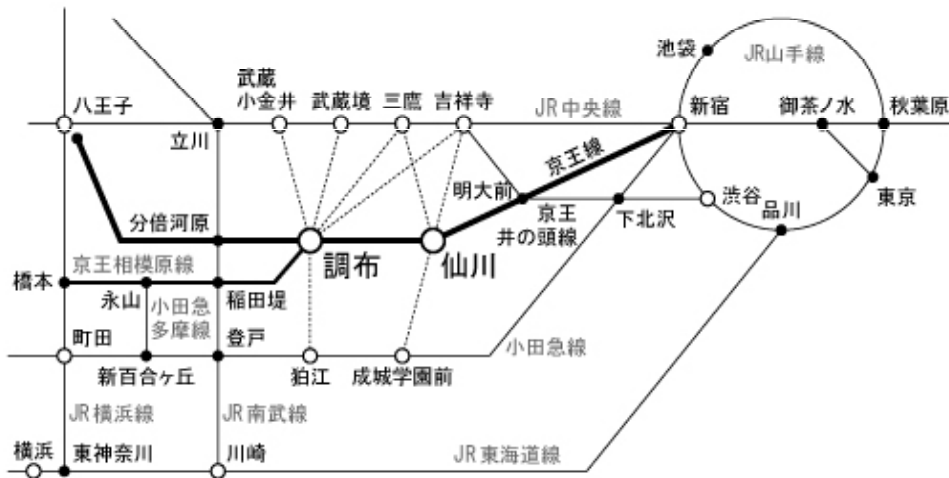 池袋
JR山手線
武蔵
小金井
武蔵境
三鷹
吉祥寺
八王子
JR中央線
新宿
御茶ノ水
秋葉原
立川
京王線
明大前
渋谷
東京
京王
井の頭線
下北沢
品川
分倍河原
調布
仙川
京王相模原線
橋本
永山
小田急
多摩線
稲田堤
町田
登戸
小田急線
新百合ヶ丘
狛江
成城学園前
JR横浜線
JR南武線
横浜
東神奈川
川崎
JR東海道線